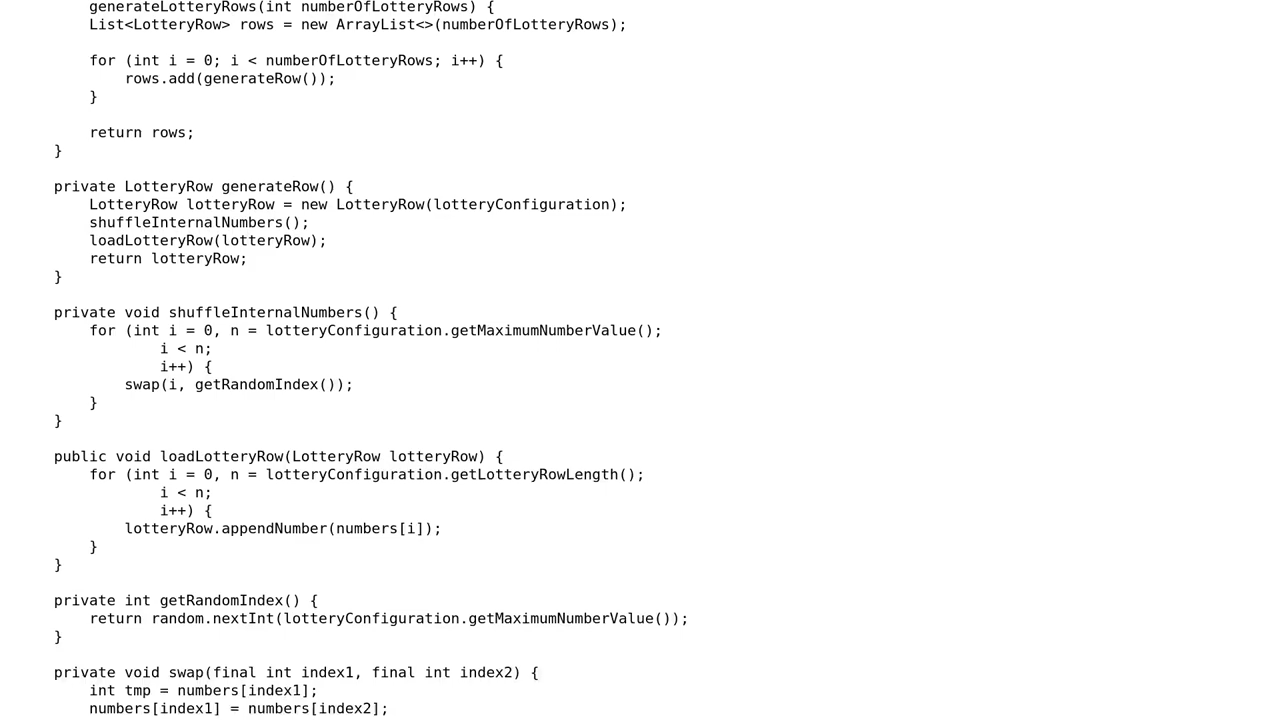 generateLotteryRows(int numberOfLotteryRows) {
List<LotteryRow> rows = new ArrayList<>(numberOfLotteryRows);
for (int i = 0; i < numberOfLotteryRows; i++) {
rows.add(generateRow());
}
return rows;
}
private LotteryRow generateRow() {
LotteryRow lotteryRow = new LotteryRow(lotteryConfiguration);
shuffleInternalNumbers();
loadLotteryRow(lotteryRow);
return lotteryRow;
}
private void shuffleInternalNumbers() {
for (int i = 0, n = lotteryConfiguration.getMaximumNumberValue();
i < n;
i++) {
swap(i, getRandomIndex());
}
}
public void loadLotteryRow(LotteryRow lotteryRow) {
for (int i = 0, n = lotteryConfiguration.getLotteryRowLength();
i < n;
i++) {
lotteryRow.appendNumber(numbers[i]);
}
}
private int getRandomIndex() {
return random.nextInt(lotteryConfiguration.getMaximumNumberValue());
}
private void swap(final int index1, final int index2) {
int tmp = numbers[index1];
numbers[index1] = numbers[index2];